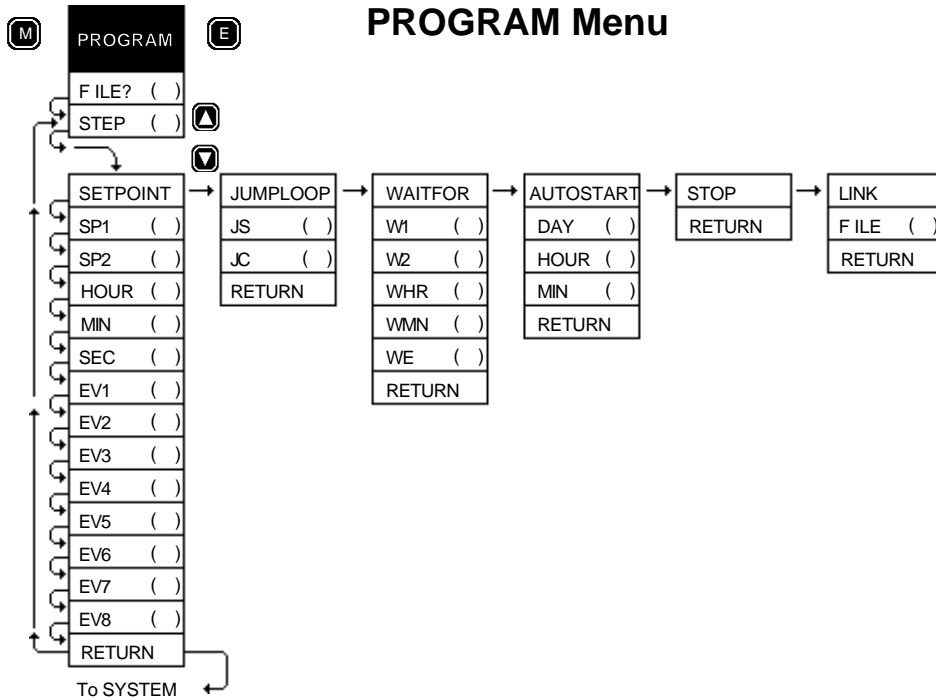 PROGRAM Menu
M
PROGRAM
E
FILE? ( )
STEP ( )
SETPOINT
SP1 ( )
SP2 ( )
HOUR ( )
MIN ( )
SEC ( )
EV1 ( )
EV2 ( )
EV3 ( )
EV4 ( )
EV5 ( )
EV6 ( )
EV7 ( )
EV8 ( )
RETURN
To SYSTEM
JUMPLOOP
JS ( )
JC ( )
RETURN
WAITFOR
W1 ( )
W2 ( )
WHR ( )
WMN ( )
WE ( )
RETURN
AUTOSTART
DAY ( )
HOUR ( )
MIN ( )
RETURN
STOP
RETURN
LINK
FILE ( )
RETURN